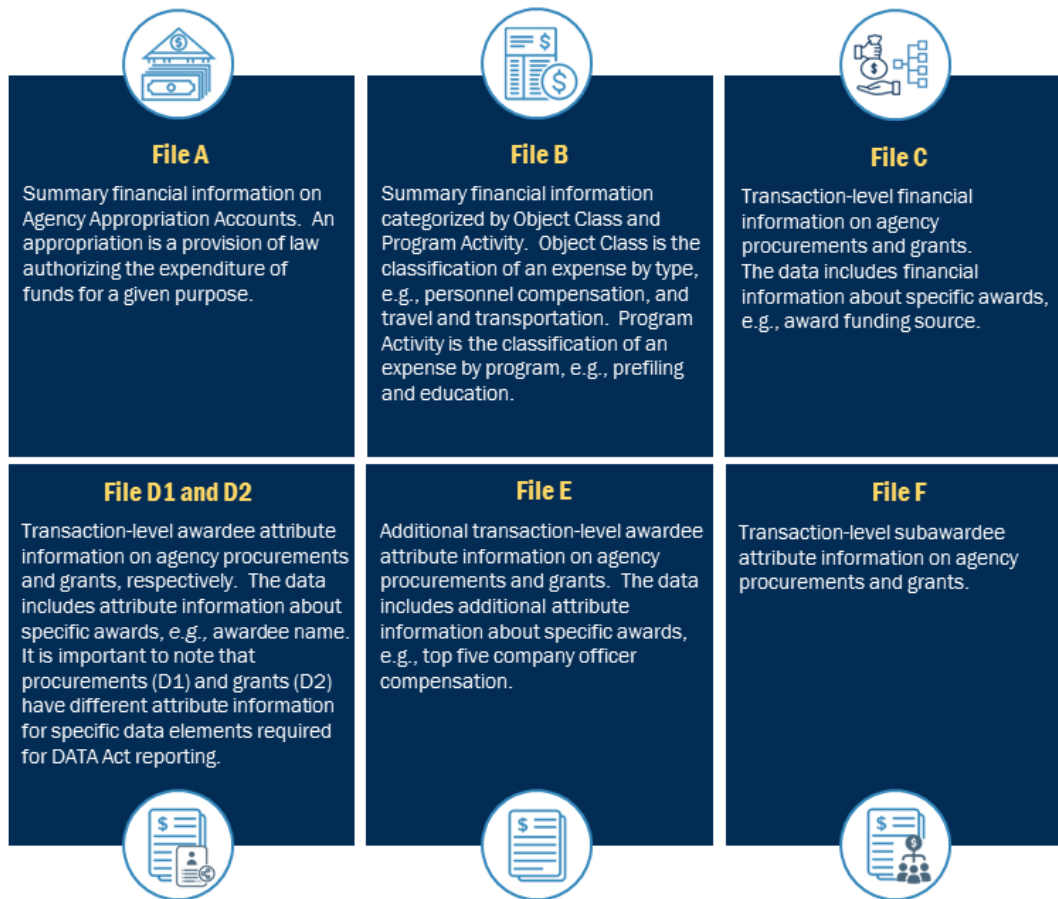 File A
Summary financial information on
Agency Appropriation Accounts. An
appropriation is a provision of law
authorizing the expenditure of
funds for a given purpose.
File B
Summary financial information
categorized by Object Class and
Program Activity. Object Class is the
classification of an expense by type,
e.g., personnel compensation, and
travel and transportation. Program
Activity is the classification of an
expense by program, e.g., prefiling
and education.
File C
Transaction-level financial
information on agency
procurements and grants.
The data includes financial
information about specific awards,
e.g., award funding source.
File D1 and D2
Transaction-level awardee attribute
information on agency procurements
and grants, respectively. The data
includes attribute information about
specific awards, e.g., awardee name.
It is important to note that
procurements (D1) and grants (D2)
have different attribute information
for specific data elements required
for DATA Act reporting.
File E
Additional transaction-level awardee
attribute information on agency
procurements and grants. The data
includes additional attribute
information about specific awards,
e.g., top five company officer
compensation.
File F
Transaction-level subawardee
attribute information on agency
procurements and grants.